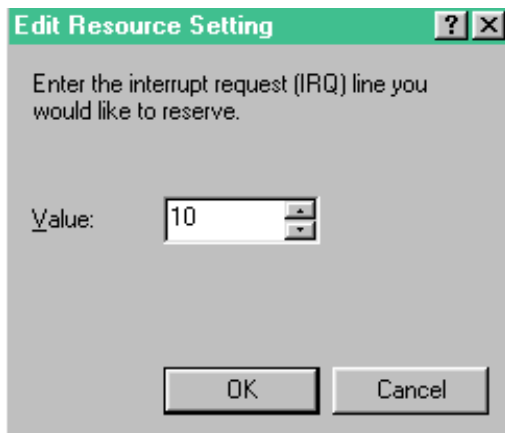 Edit Resource Setting
Enter the interrupt request (IRQ) line you
would like to reserve.
Value:
10
OK
Cancel